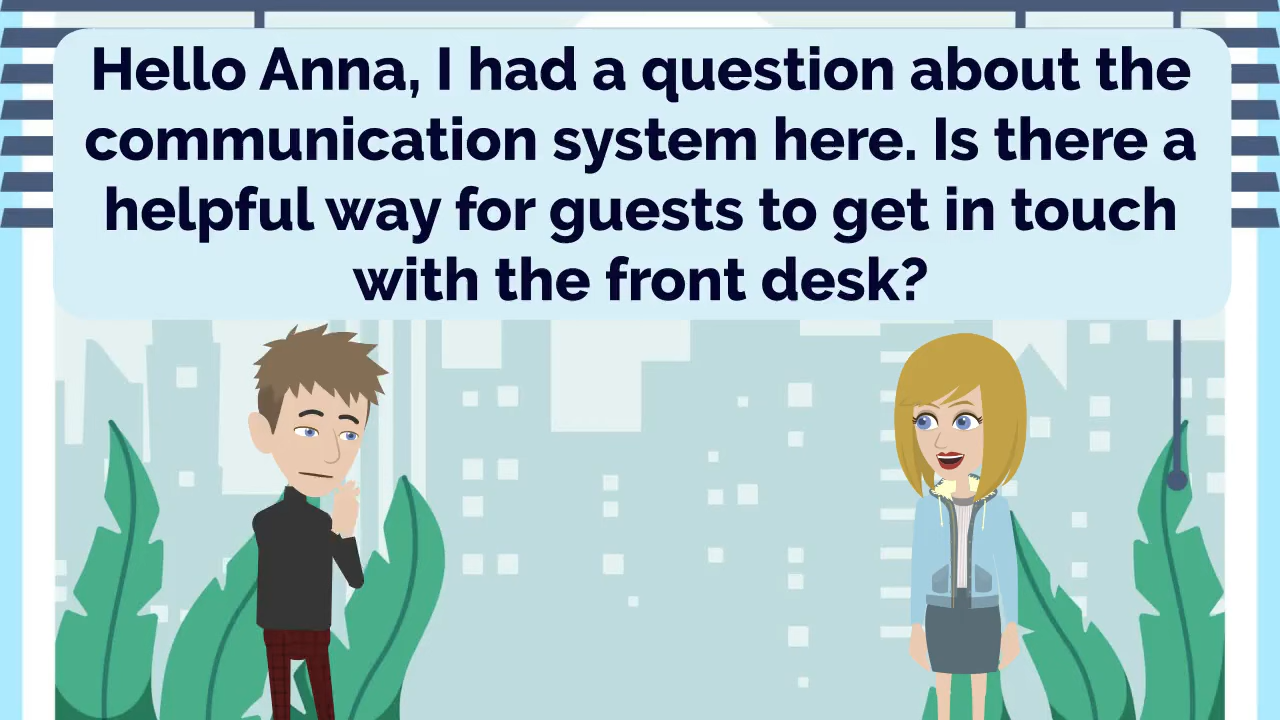 Hello Anna, I had a question about the
communication system here. Is there a
helpful way for guests to get in touch
with the front desk?